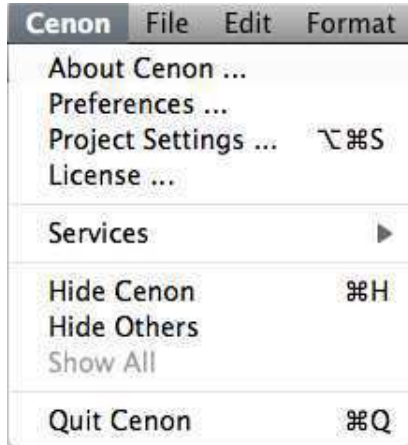 Cenon File Edit Format
About Cenon ...
Preferences ...
Project Settings ... ⌥⌘S
License ...
Services ▶
Hide Cenon ⌘H
Hide Others
Show All
Quit Cenon ⌘Q